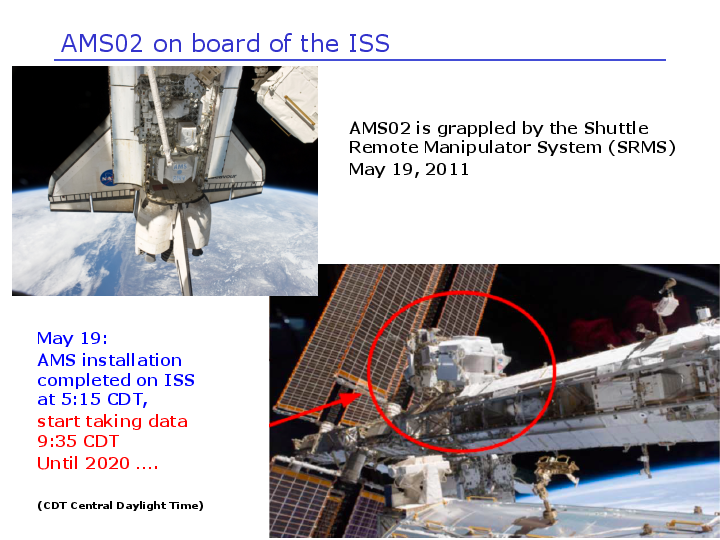 AMS02 on board of the ISS
AMS02 is grappled by the Shuttle
Remote Manipulator System (SRMS)
May 19, 2011
AMS
May 19:
AMS installation
completed on ISS
at 5:15 CDT,
start taking data
9:35 CDT
Until 2020 ....
(CDT Central Daylight Time)